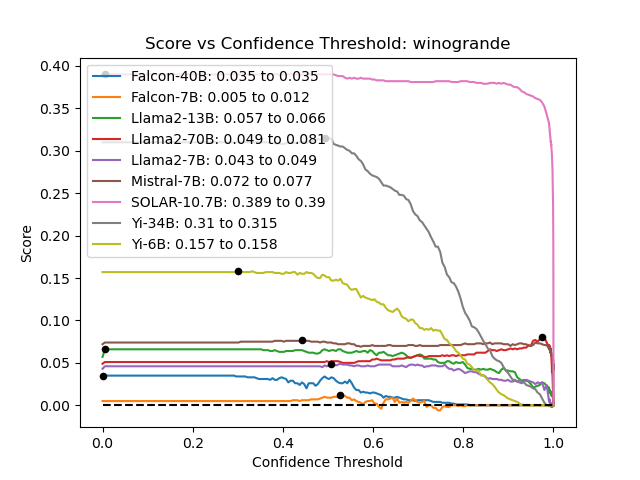 Score vs Confidence Threshold: winogrande
Score
0.40
0.35
0.30
0.25
0.20
0.15
0.10
0.05
0.00
Falcon-40B: 0.035 to 0.035
Falcon-7B: 0.005 to 0.012
Llama2-13B: 0.057 to 0.066
Llama2-70B: 0.049 to 0.081
Llama2-7B: 0.043 to 0.049
Mistral-7B: 0.072 to 0.077
SOLAR-10.7B: 0.389 to 0.39
Yi-34B: 0.31 to 0.315
Yi-6B: 0.157 to 0.158
0.0 0.2 0.4 0.6 0.8 1.0
Confidence Threshold